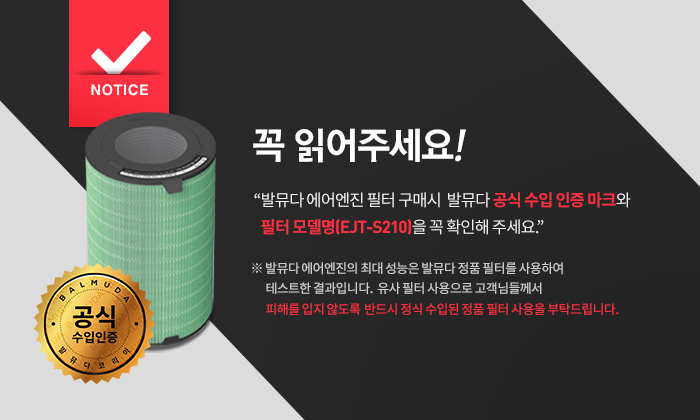 NOTICE
꼭 읽어주세요!
“발뮤다 에어엔진 필터 구매시 발뮤다 공식 수입 인증 마크와
필터 모델명(EJT-S210)을 꼭 확인해 주세요.”
※ 발뮤다 에어엔진의 최대 성능은 발뮤다 정품 필터를 사용하여
테스트한 결과입니다. 유사 필터 사용으로 고객님들께서
피해를 입지 않도록 반드시 정식 수입된 정품 필터 사용을 부탁드립니다.
BALMUDA
공식
수입인증
발뮤다코리아